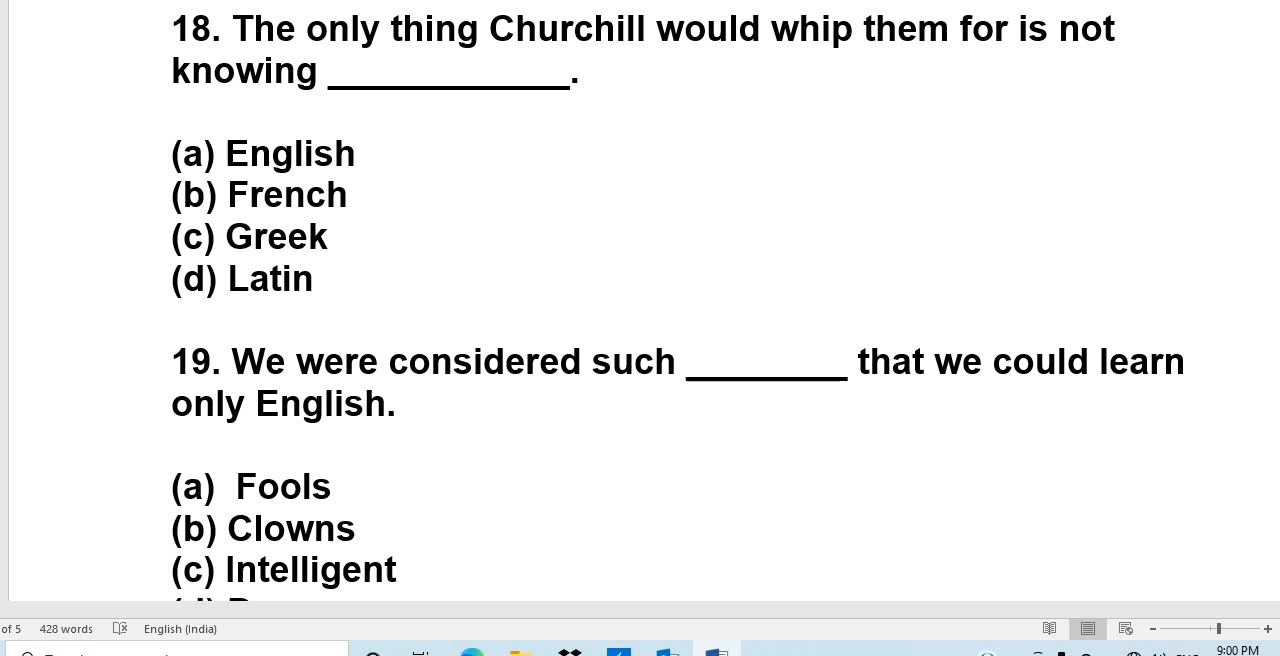 18. The only thing Churchill would whip them for is not
knowing _____________.
(a) English
(b) French
(c) Greek
(d) Latin
19. We were considered such _________ that we could learn
only English.
(a)  Fools
(b) Clowns
(c) Intelligent
of 5 428 words English (India)
9:00 PM